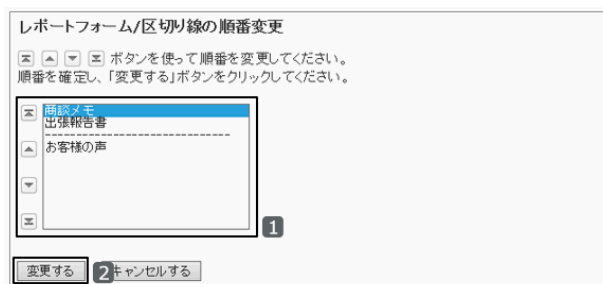 レポートフォーム/区切り線の順番変更
ボタンを使って順番を変更してください。
順番を確定し、「変更する」ボタンをクリックしてください。
商談メモ
出張報告書
------------------------------
お客様の声
1
変更する 2 キャンセルする